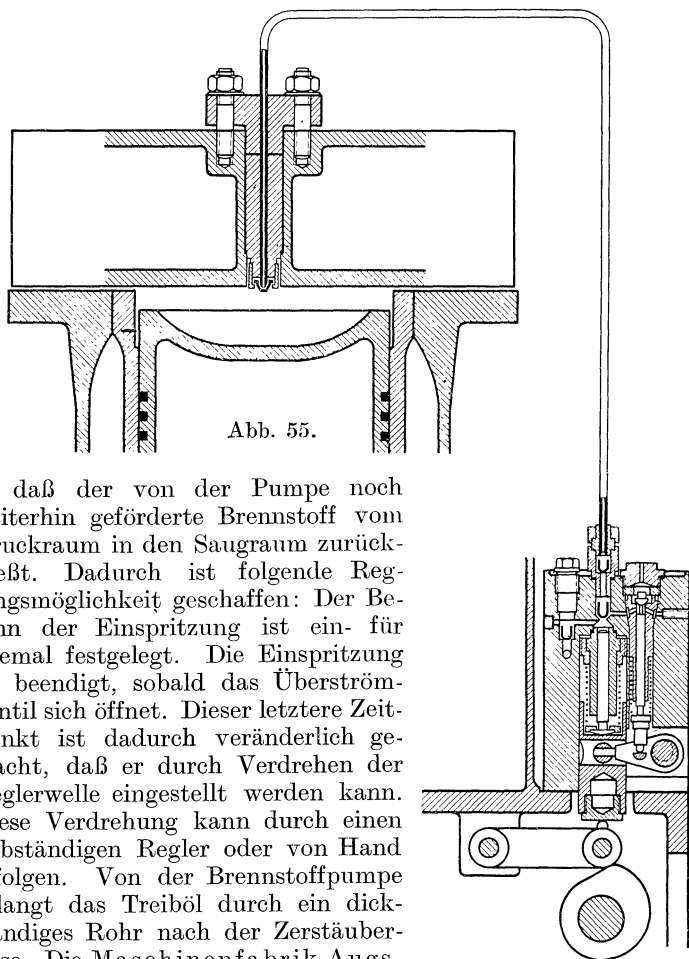 Abb. 55.
daß der von der Pumpe noch
iterhin geförderte Brennstoff vom
ruckraum in den Saugraum zurück-
eßt. Dadurch ist folgende Reg-
ngsmöglichkeit geschaffen: Der Be-
nn der Einspritzung ist ein- für
emal festgelegt. Die Einspritzung
beendigt, sobald das Überström-
ntil sich öffnet. Dieser letztere Zeit-
nkt ist dadurch veränderlich ge-
acht, daß er durch Verdrehen der
eglerwelle eingestellt werden kann.
ese Verdrehung kann durch einen
bständigen Regler oder von Hand
folgen. Von der Brennstoffpumpe
langt das Treiböl durch ein dick-
ndiges Rohr nach der Zerstäuber-
se. Die Maschinenfabrik Augs-